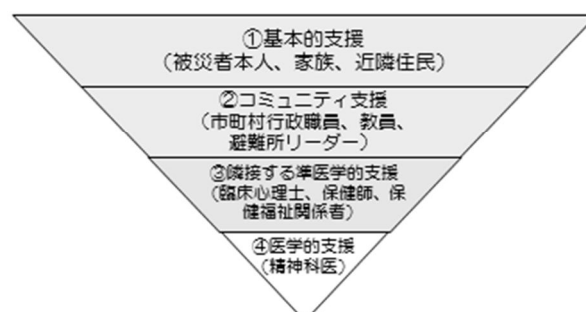 ①基本的支援
(被災者本人、家族、近隣住民)
②コミュニティ支援
(市町村行政職員、教員、
避難所リーダー)
③隣接する準医学的支援
(臨床心理士、保健師、保
健福祉関係者)
④医学的支援
(精神科医)